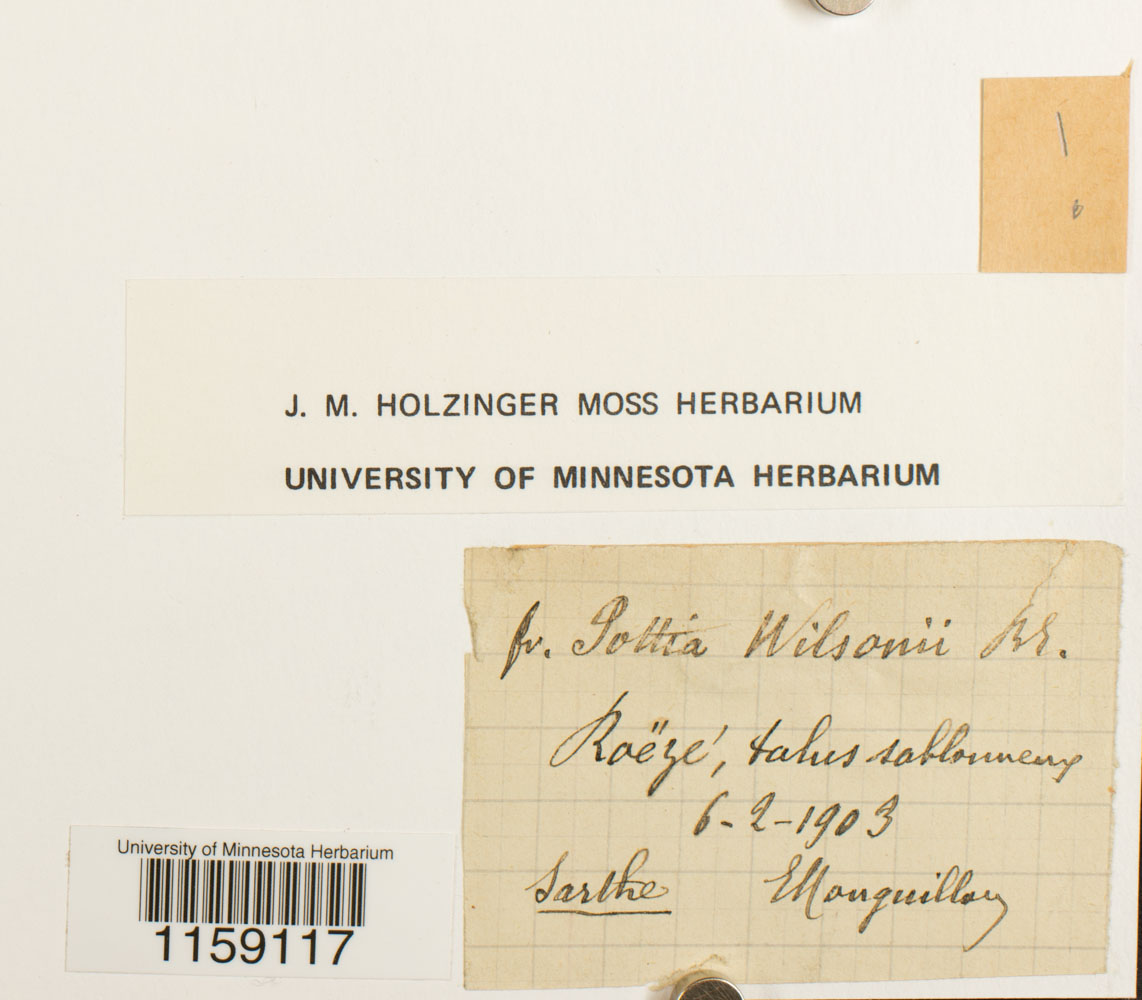 J. M. HOLZINGER MOSS HERBARIUM
UNIVERSITY OF MINNESOTA HERBARIUM
fr. Pottia Wilsonii
Roëzé, talus sablonneux
6-2-1903
Sarthe EMonguillon
University of Minnesota Herbarium
1159117